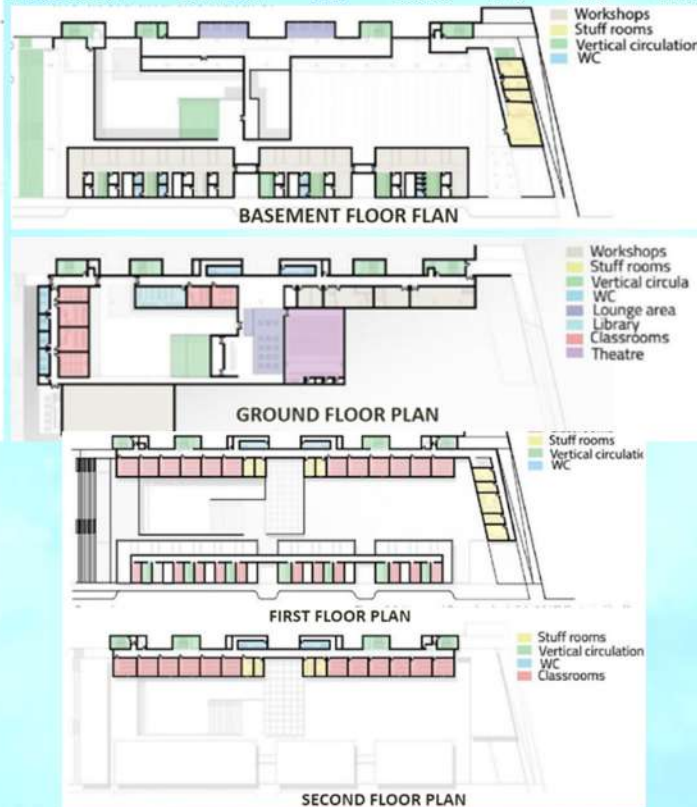 Workshops
Stuff rooms
Vertical circulation
WC
BASEMENT FLOOR FLAN
Workshops
Stuff rooms
Vertical circula
WC
Lounge area
Library
Classrooms
Theatre
GROUND FLOOR PLAN
Stuff rooms
Vertical circulati
WC
FIRST FLOOR PLAN
Stuff rooms
Vertical circulation
WC
Classrooms
SECOND FLOOR PLAN